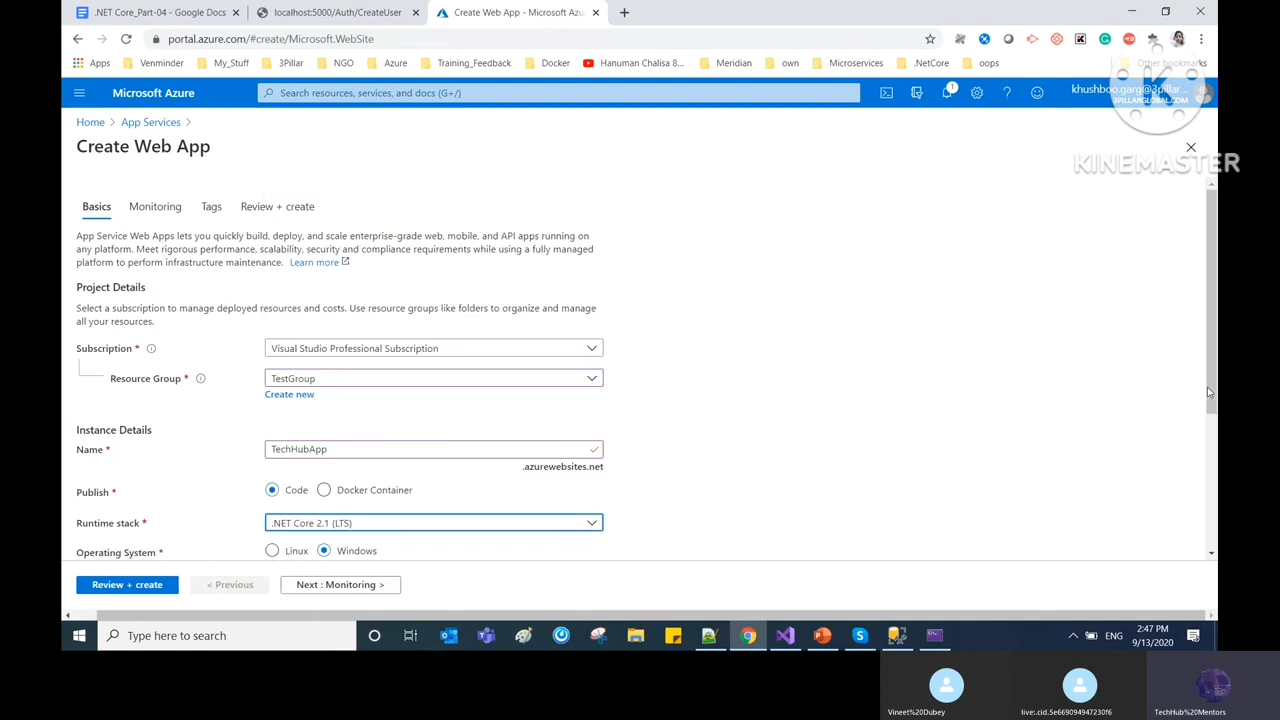 .NET Core_Part-04 - Google Docs
localhost:5000/Auth/CreateUser
Create Web App - Microsoft Azu
portal.azure.com/#create/Microsoft.WebSite
Apps Venminder My_Stuff 3Pillar NGO Azure Training_Feedback Docker Hanuman Chalisa 8... Meridian own Microservices .NetCore oops Other bookmarks
Microsoft Azure
Search resources, services, and docs (G+/)
1
khushboo.garg@3pillar...
3PILLARGLOBAL.COM
KINEMASTER
Home > App Services >
Create Web App
Basics Monitoring Tags Review + create
App Service Web Apps lets you quickly build, deploy, and scale enterprise-grade web, mobile, and API apps running on
any platform. Meet rigorous performance, scalability, security and compliance requirements while using a fully managed
platform to perform infrastructure maintenance. Learn more
Project Details
Select a subscription to manage deployed resources and costs. Use resource groups like folders to organize and manage
all your resources.
Subscription * Visual Studio Professional Subscription
Resource Group * TestGroup
Create new
Instance Details
Name * TechHubApp
.azurewebsites.net
Publish * Code Docker Container
Runtime stack * .NET Core 2.1 (LTS)
Operating System * Linux Windows
Review + create < Previous Next : Monitoring >
Type here to search
ENG
2:47 PM
9/13/2020
Vineet%20Dubey
live:.cid.5e669094947230f6
TechHub%20Mentors